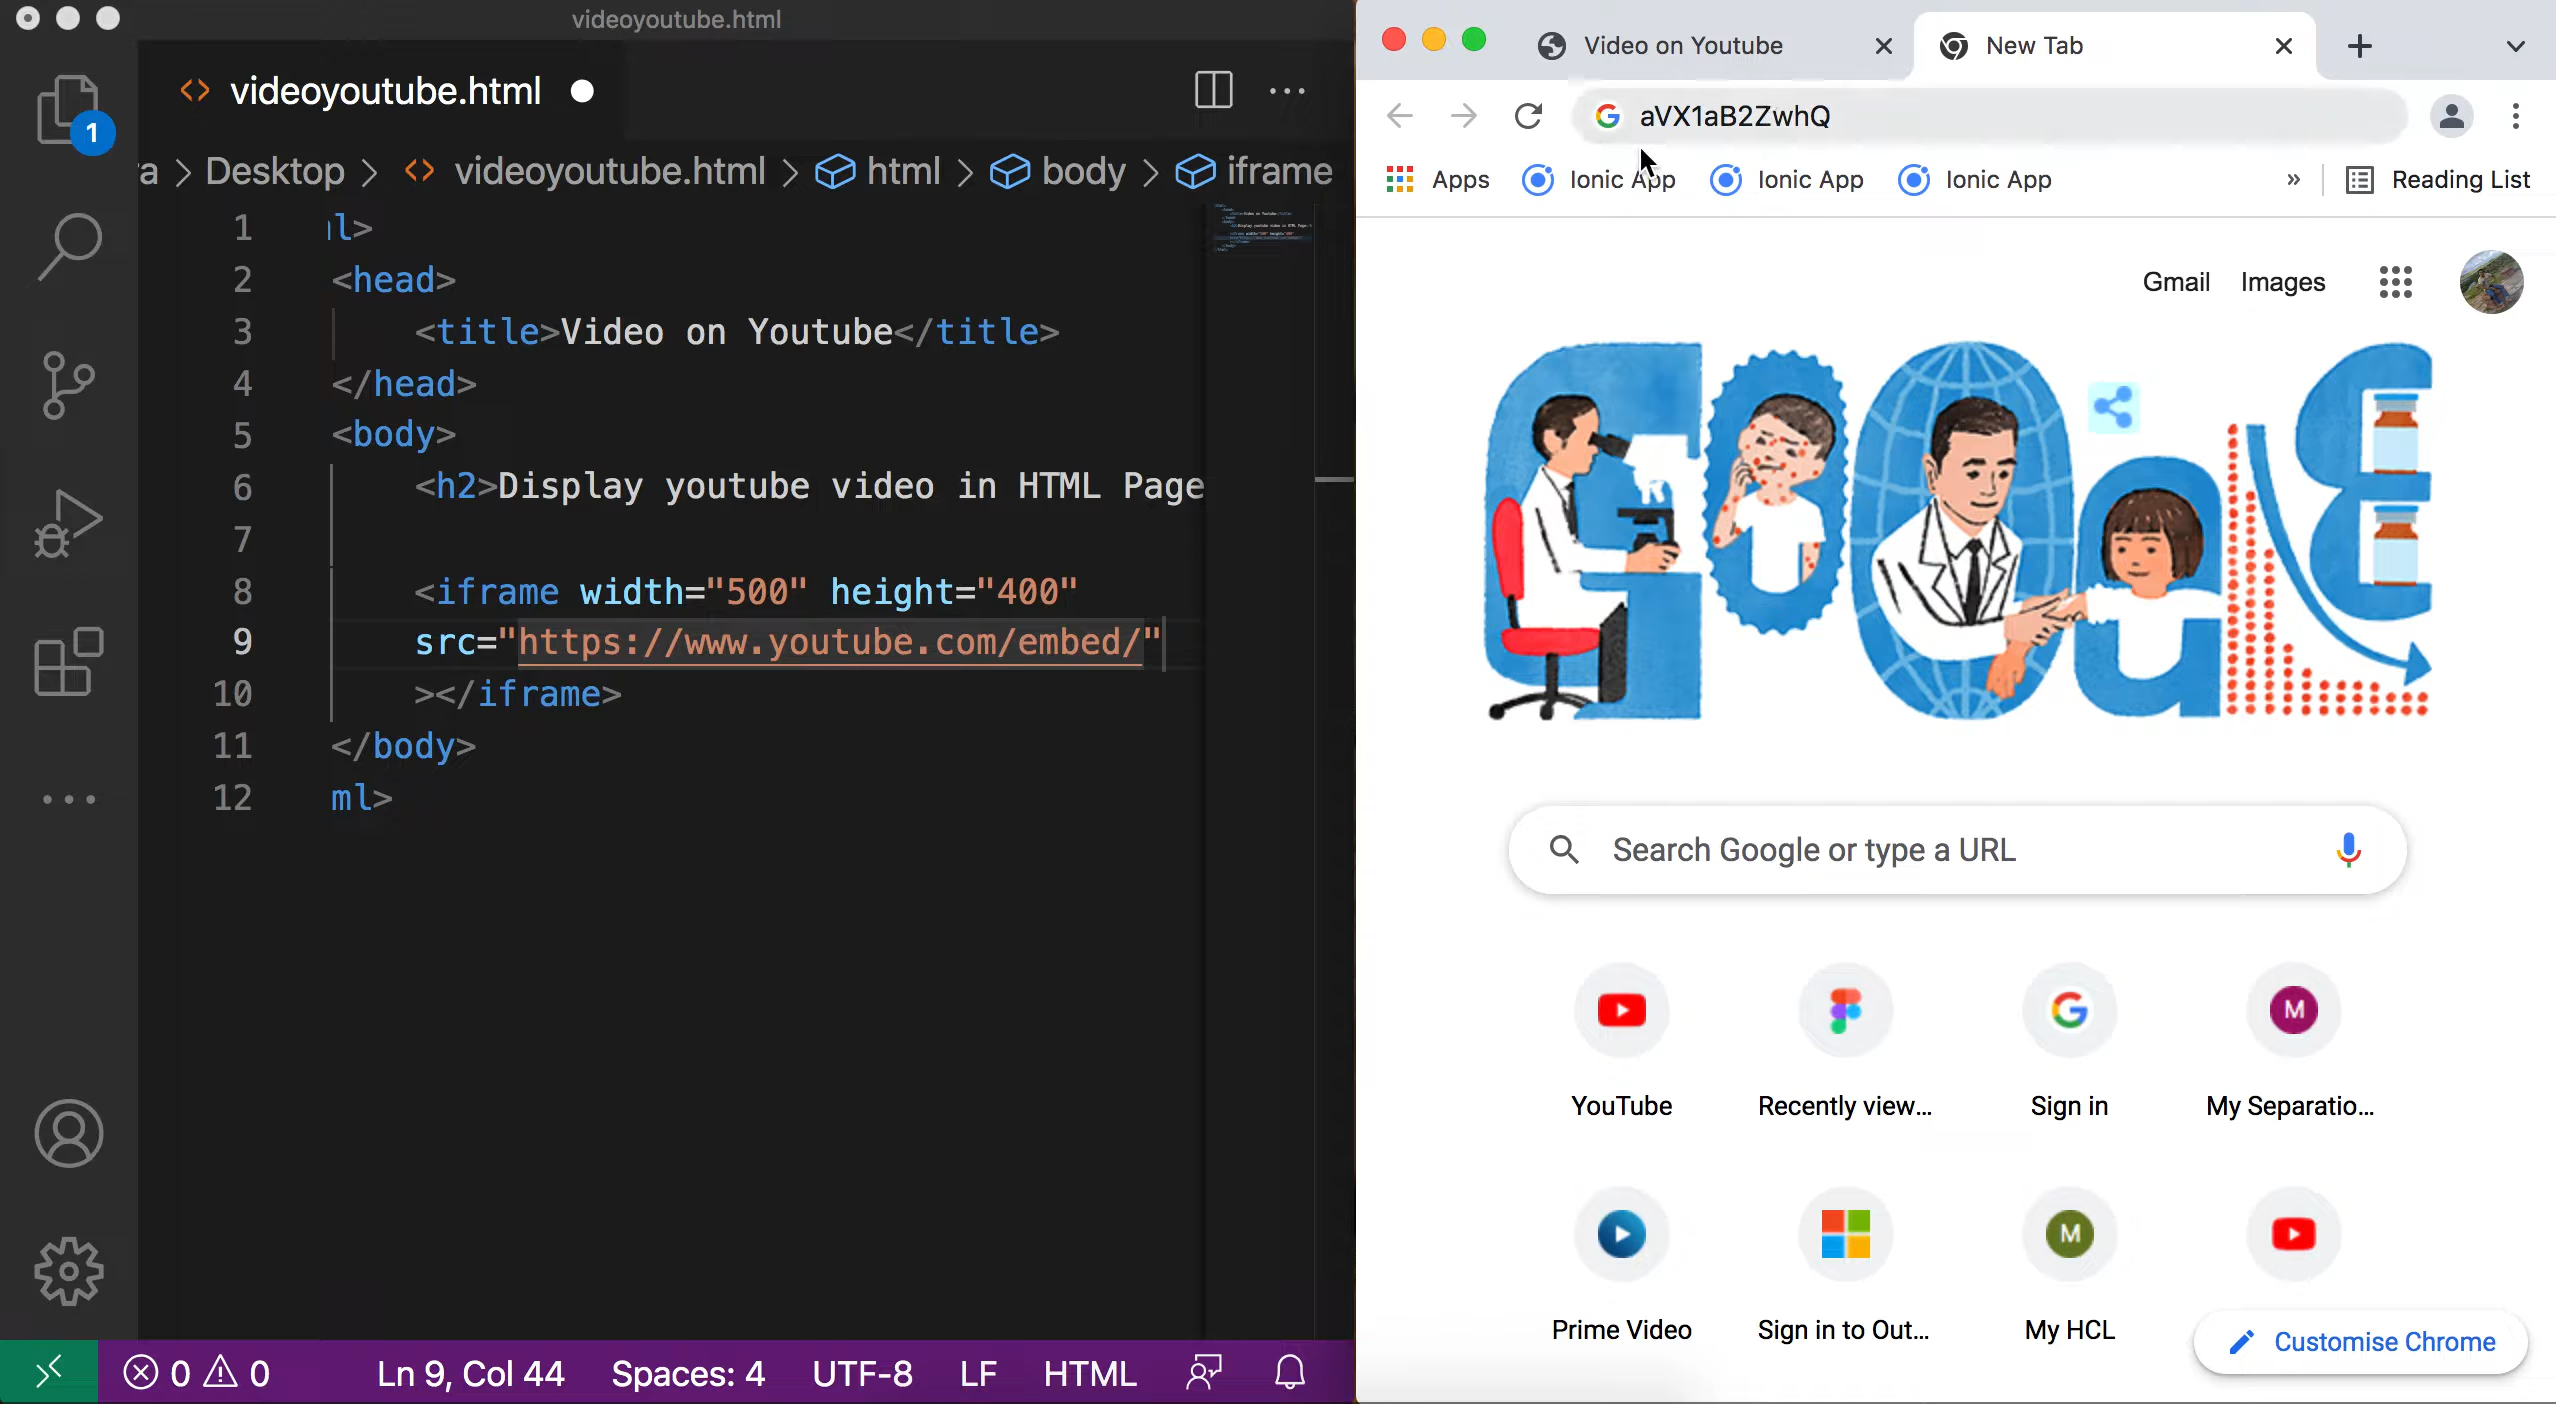 videoyoutube.html
<> videoyoutube.html
1
a > Desktop > <> videoyoutube.html > html > body > iframe
1 l>
2 <head>
3 <title>Video on Youtube</title>
4 </head>
5 <body>
6 <h2>Display youtube video in HTML Page
7
8 <iframe width="500" height="400"
9 src="https://www.youtube.com/embed/"
10 ></iframe>
11 </body>
12 ml>
0 0 Ln 9, Col 44 Spaces: 4 UTF-8 LF HTML
Video on Youtube New Tab
aVX1aB2ZwhQ
Apps Ionic App Ionic App Ionic App » Reading List
Gmail Images
Search Google or type a URL
M
YouTube Recently view... Sign in My Separatio...
M
Prime Video Sign in to Out... My HCL
Customise Chrome